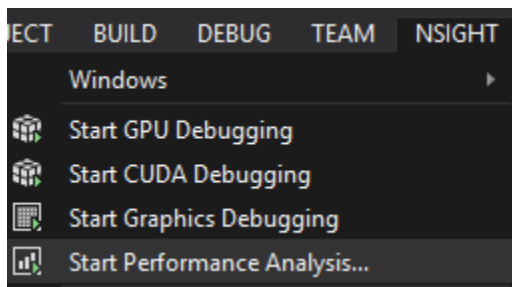 JECT BUILD DEBUG TEAM NSIGHT
Windows
Start GPU Debugging
Start CUDA Debugging
Start Graphics Debugging
Start Performance Analysis...